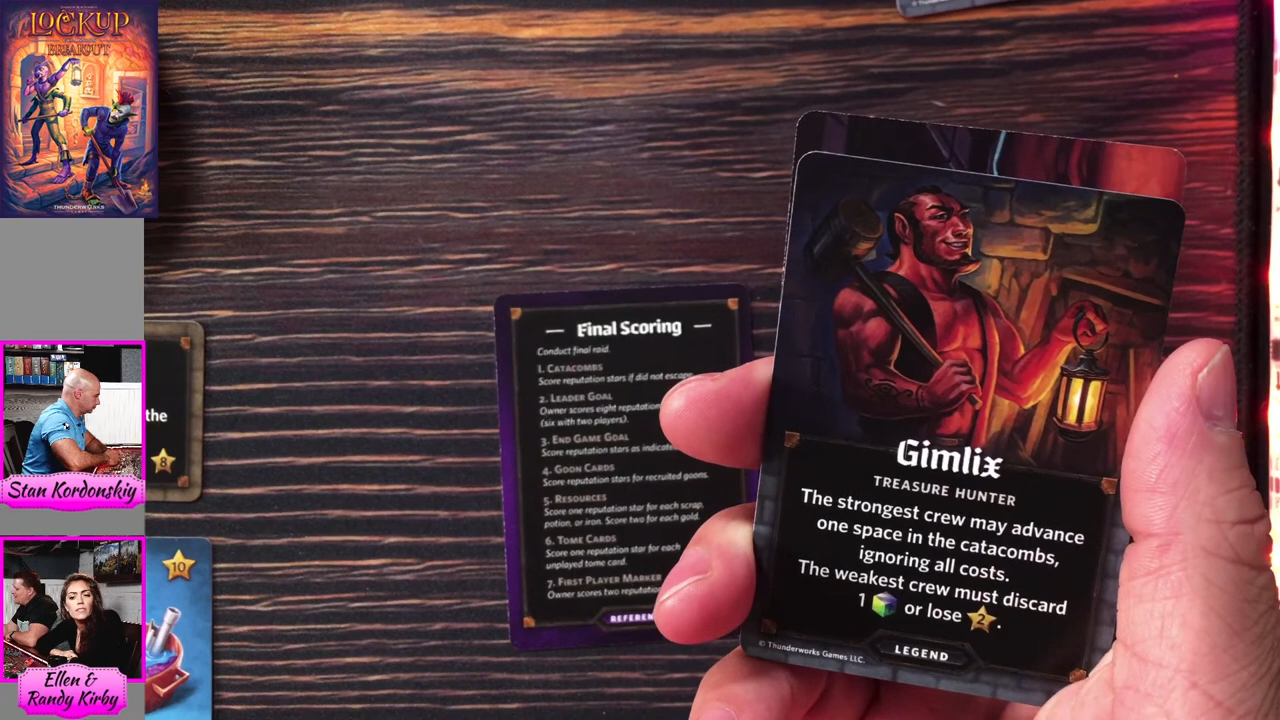 LOCKUP
BREAKOUT
THUNDERWORKS
the
8
Stan Kordonskiy
10
Ellen &
Randy Kirby
— Final Scoring —
Conduct final raid.
1. CATACOMBS
Score reputation stars if did not escape
2. LEADER GOAL
Owner scores eight reputation
(six with two players).
3. END GAME GOAL
Score reputation stars as indicated
4. GOON CARDS
Score reputation stars for recruited goons.
5. RESOURCES
Score one reputation star for each scrap,
potion, or iron. Score two for each gold.
6. TOME CARDS
Score one reputation star for each
unplayed tome card.
7. FIRST PLAYER MARKER
Owner scores two
Gimlix
TREASURE HUNTER
The strongest crew may advance
one space in the catacombs,
ignoring all costs.
The weakest crew must discard
1 or lose 2.
© Thunderworks Games LLC.
LEGEND